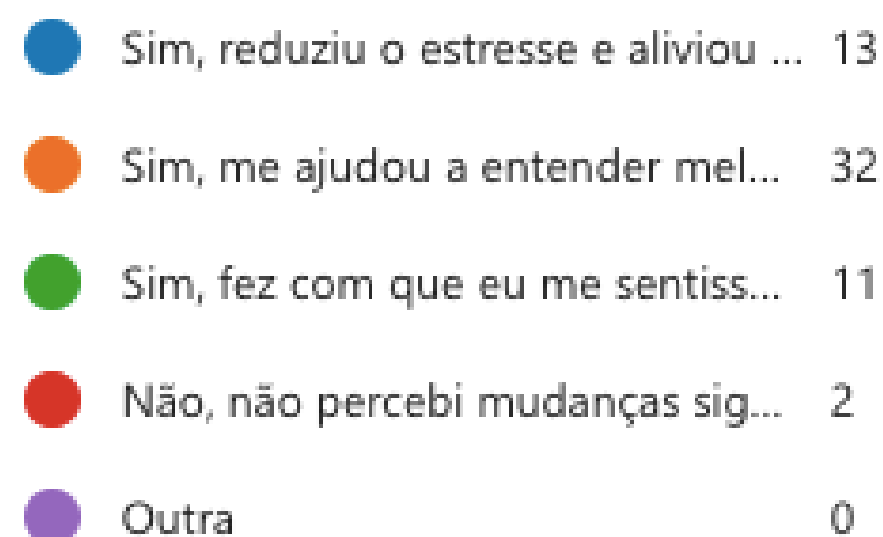 Sim, reduziu o estresse e aliviou ... 13
Sim, me ajudou a entender mel... 32
Sim, fez com que eu me sentiss... 11
Não, não percebi mudanças sig... 2
Outra 0